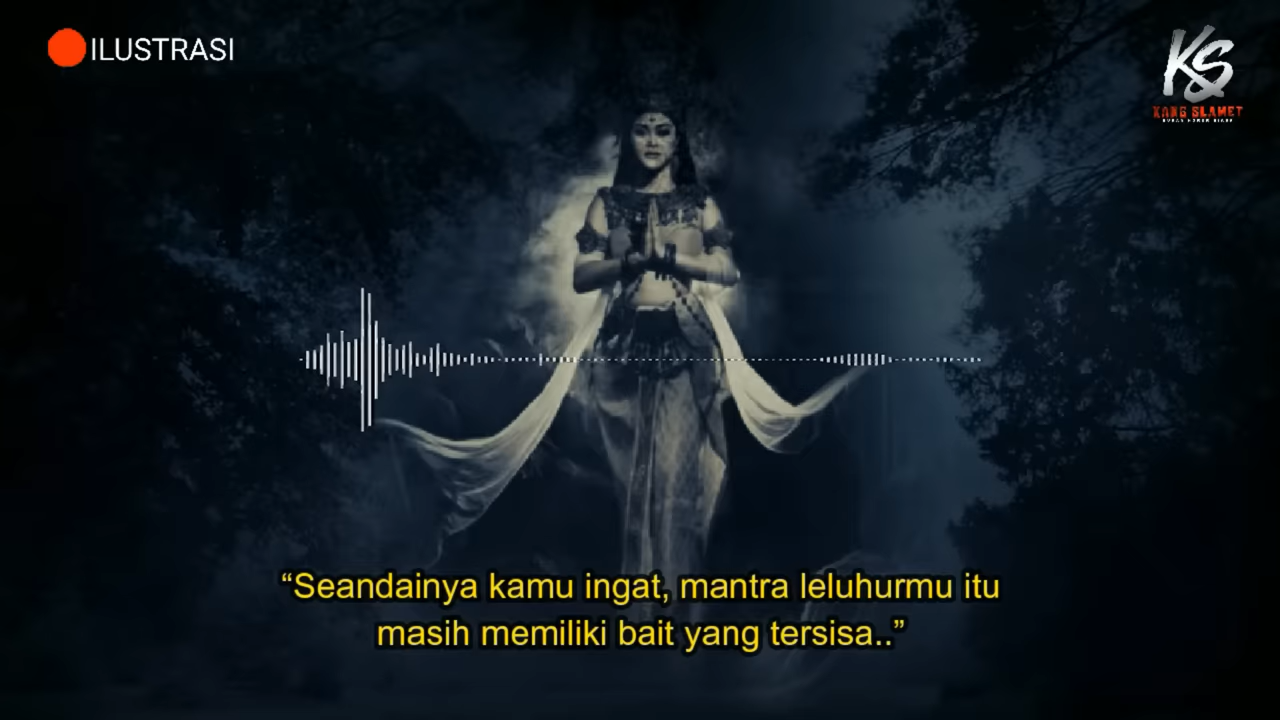 ILUSTRASI
KS
KANG SLAMET
“Seandainya kamu ingat, mantra leluhurmu itu
masih memiliki bait yang tersisa..”